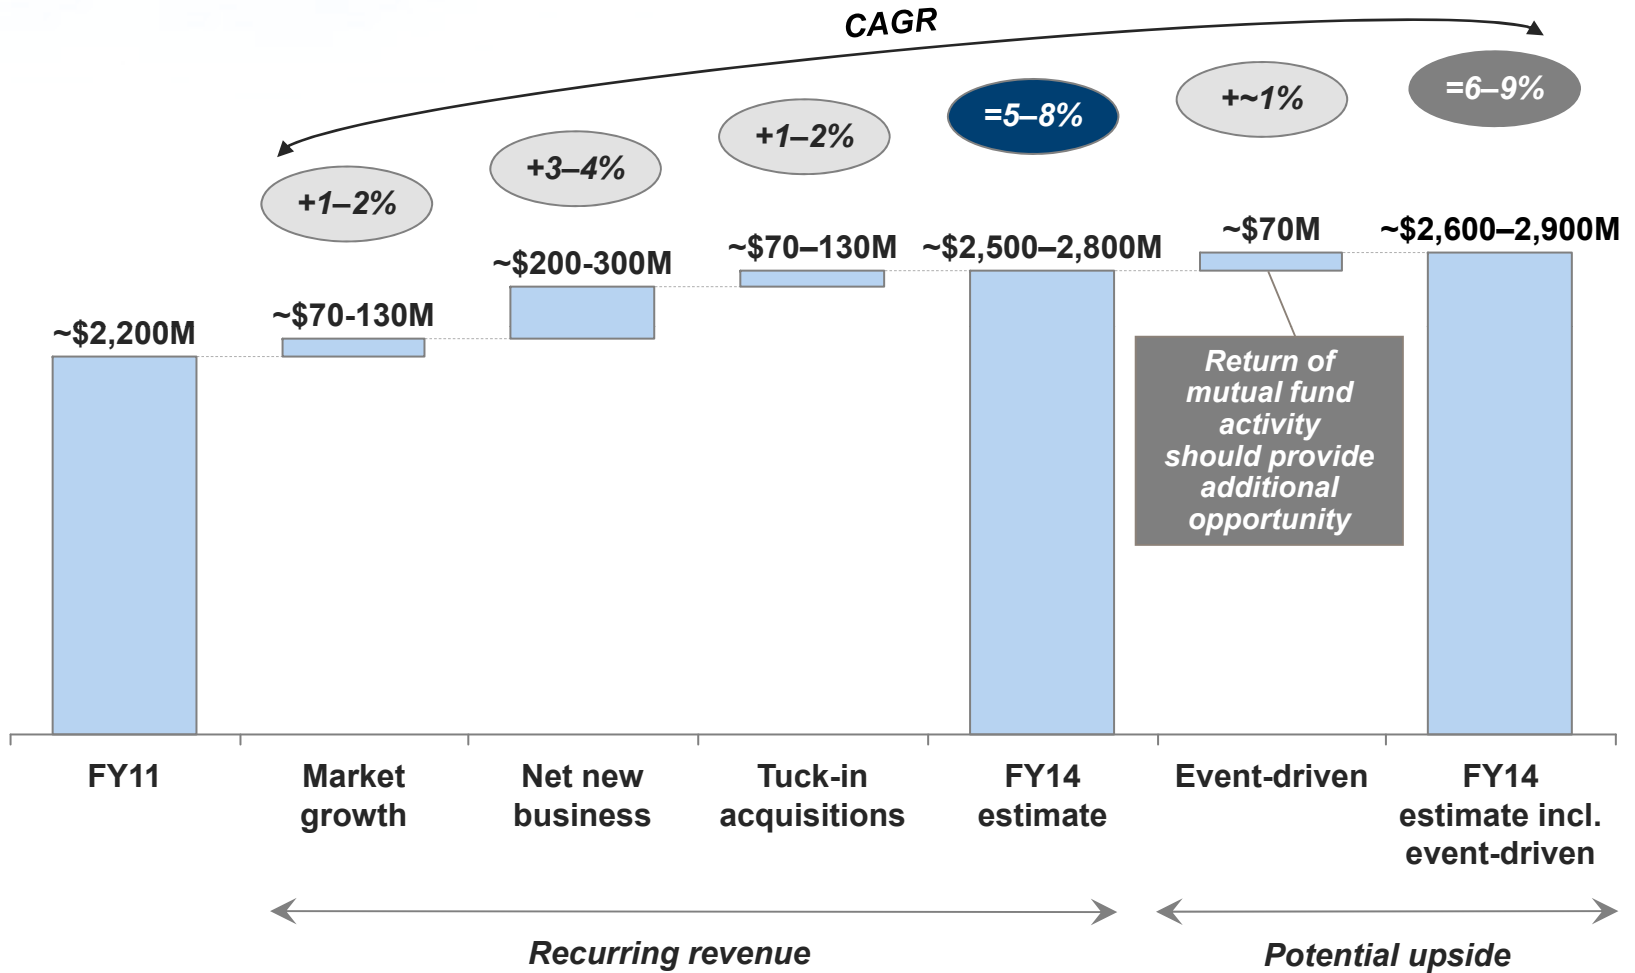 CAGR
+1–2%
+3–4%
+1–2%
=5–8%
+~1%
=6–9%
~$2,200M
~$70-130M
~$200-300M
~$70–130M
~$2,500–2,800M
~$70M
~$2,600–2,900M
Return of
mutual fund
activity
should provide
additional
opportunity
FY11
Market
growth
Net new
business
Tuck-in
acquisitions
FY14
estimate
Event-driven
FY14
estimate incl.
event-driven
Recurring revenue
Potential upside